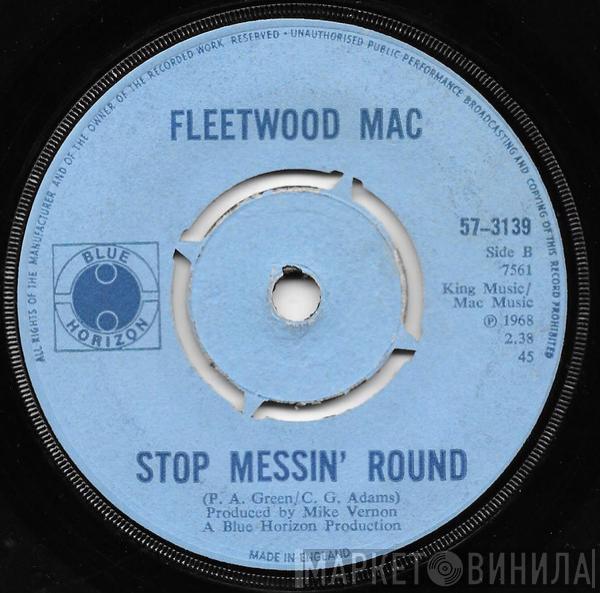 ALL RIGHTS OF THE MANUFACTURER AND OF THE OWNER OF THE RECORDED WORK RESERVED - UNAUTHORISED PUBLIC PERFORMANCE BROADCASTING AND COPYING OF THIS RECORD PROHIBITED
FLEETWOOD MAC
57-3139
Side B
7561
King Music/
Mac Music
℗ 1968
2.38
45
BLUE
HORIZON
STOP MESSIN' ROUND
(P. A. Green/C. G. Adams)
Produced by Mike Vernon
A Blue Horizon Production
MADE IN ENGLAND
МАРКЕТ ВИНИЛА